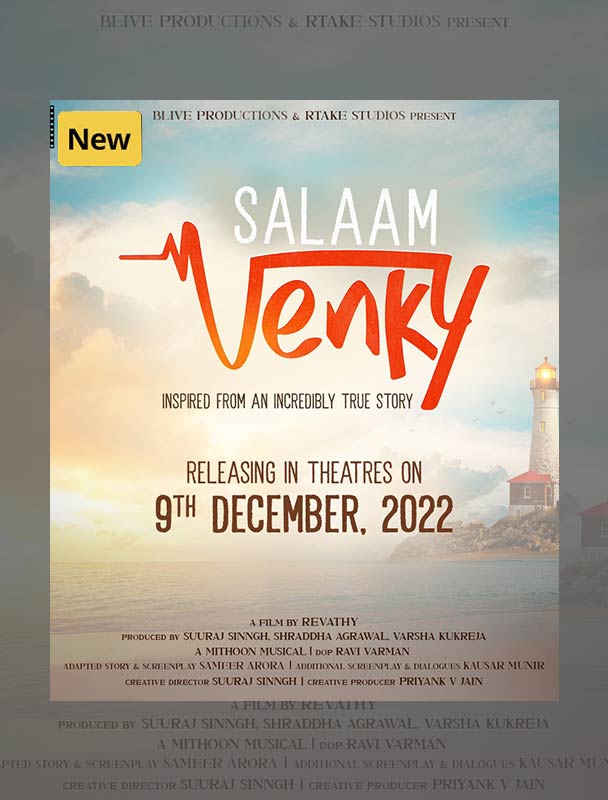 BLIVE PRODUCTIONS & RTAKE STUDIOS PRESENT
BLIVE PRODUCTIONS & RTAKE STUDIOS PRESENT
New
SALAAM
Venky
INSPIRED FROM AN INCREDIBLY TRUE STORY
RELEASING IN THEATRES ON
9TH DECEMBER, 2022
A FILM BY REVATHY
PRODUCED BY SUURAJ SINNGH, SHRADDHA AGRAWAL, VARSHA KUKREJA
A MITHOON MUSICAL | DOP RAVI VARMAN
ADAPTED STORY & SCREENPLAY SAMEER ARORA | ADDITIONAL SCREENPLAY & DIALOGUES KAUSAR MUNIR
CREATIVE DIRECTOR SUURAJ SINNGH | CREATIVE PRODUCER PRIYANK V JAIN
A FILM BY REVATHY
PRODUCED BY SUURAJ SINNGH, SHRADDHA AGRAWAL, VARSHA KUKREJA
A MITHOON MUSICAL | DOP RAVI VARMAN
PTED STORY & SCREENPLAY SAMEER ARORA | ADDITIONAL SCREENPLAY & DIALOGUES KAUSAR MUN
CREATIVE DIRECTOR SUURAJ SINNGH | CREATIVE PRODUCER PRIYANK V JAIN